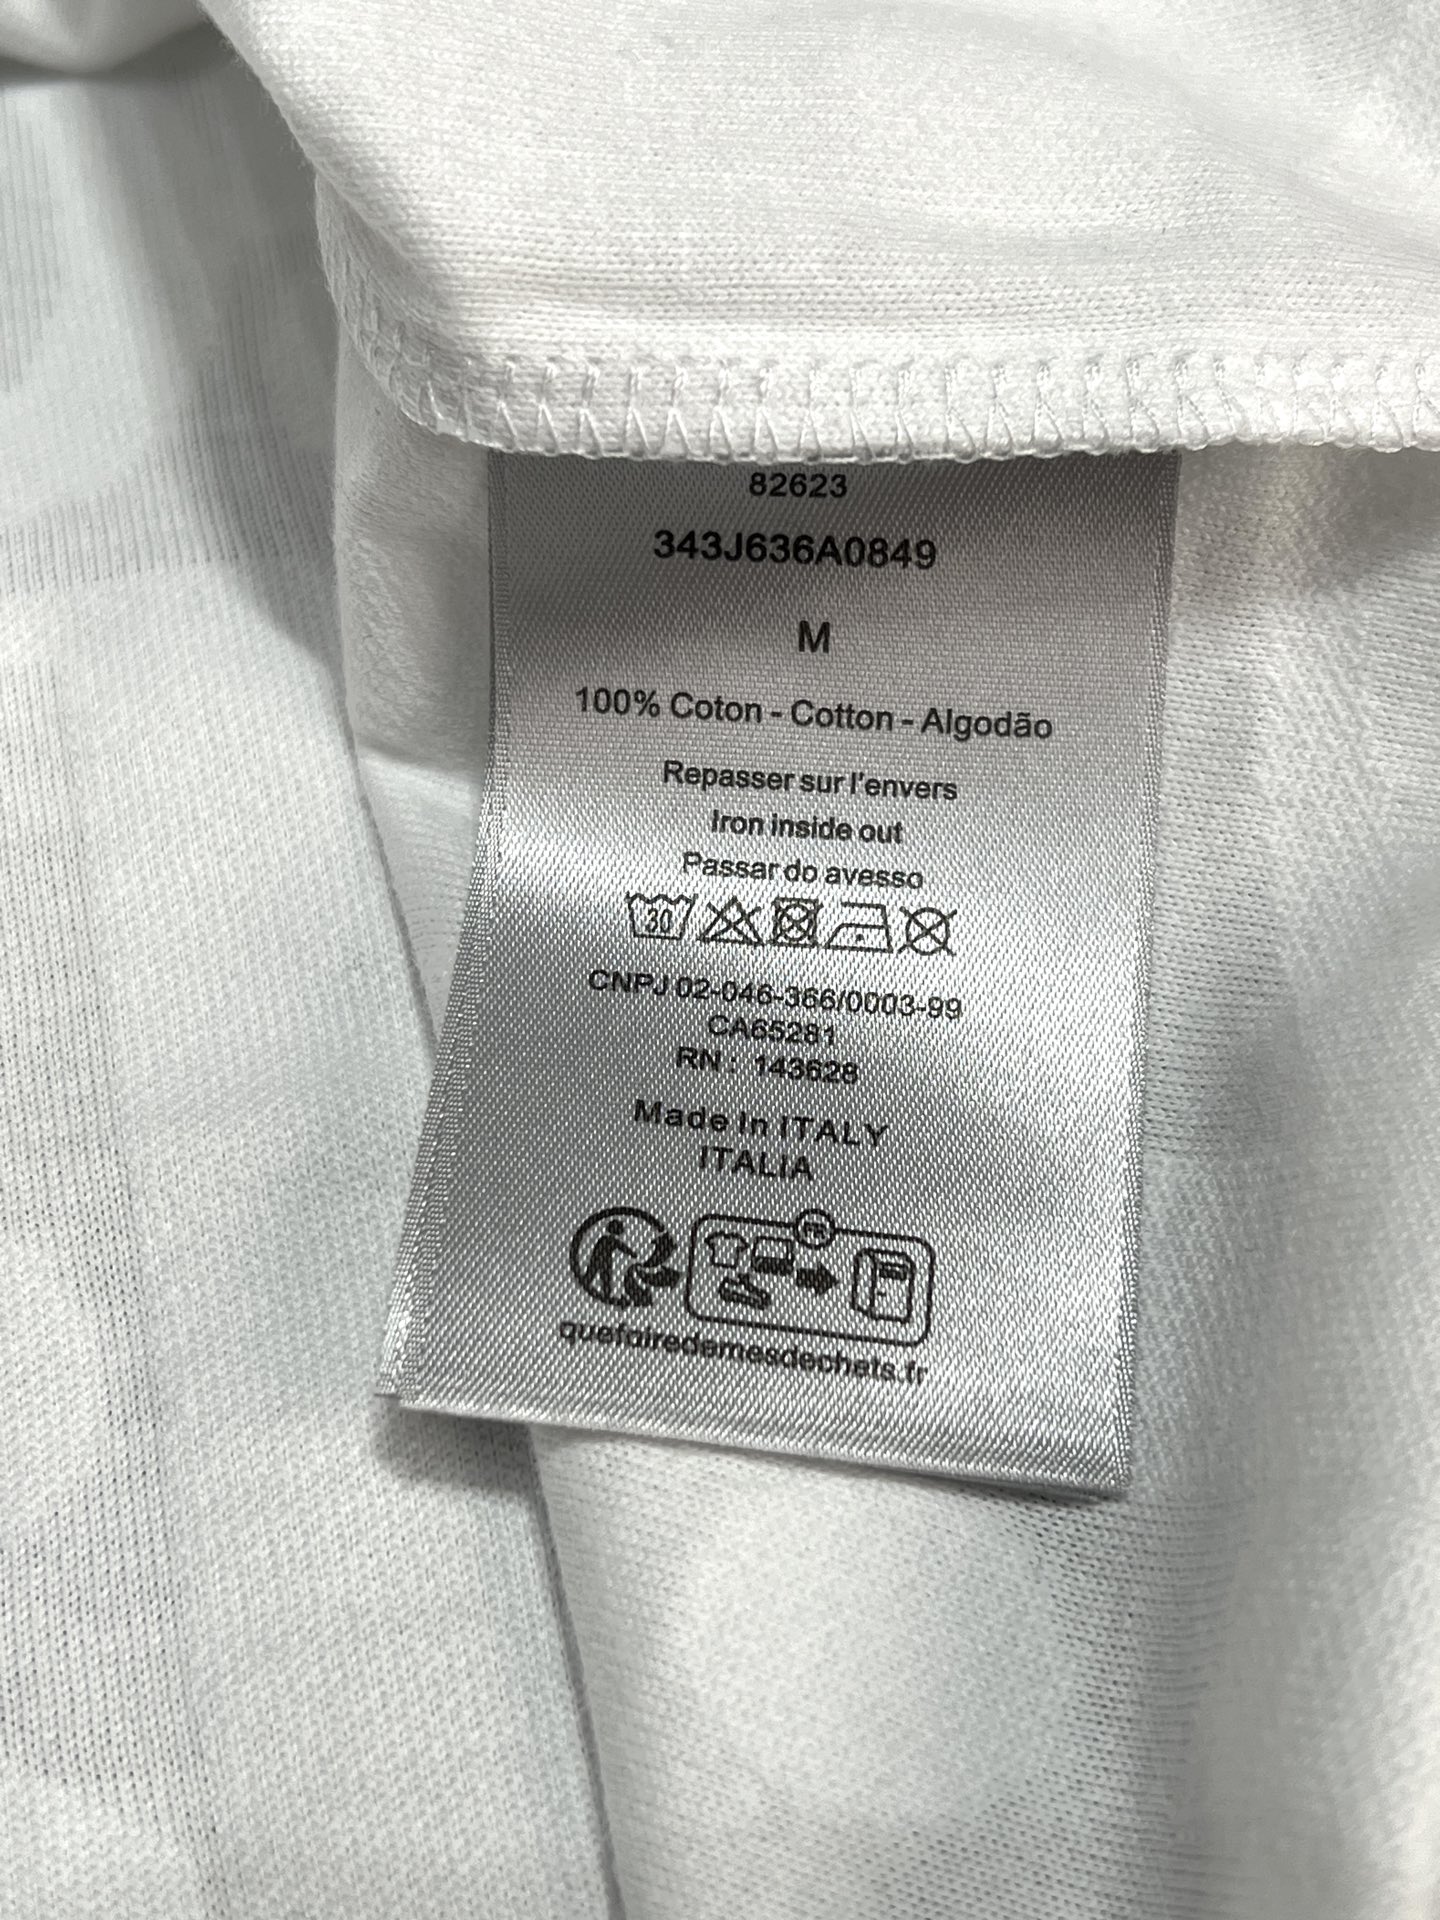 82623
343J636A0849
M
100% Coton - Cotton - Algodão
Repasser sur l'envers
Iron inside out
Passar do avesso
30
CNPJ 02-046-366/0003-99
CA65281
RN : 143628
Made In ITALY
ITALIA
FR
quefairedemesdechets.fr